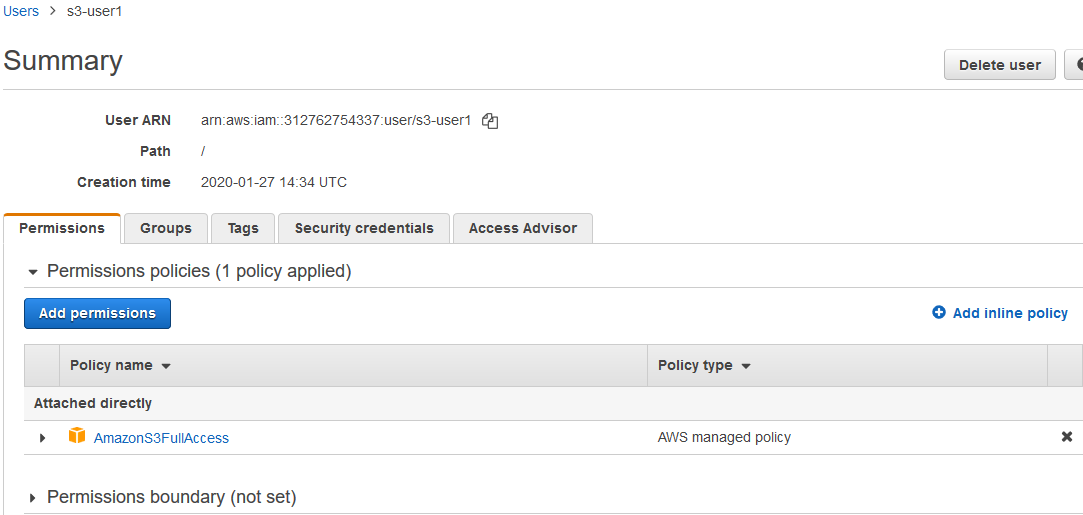 Users > s3-user1
Summary
Delete user
User ARN arn:aws:iam::312762754337:user/s3-user1
Path /
Creation time 2020-01-27 14:34 UTC
Permissions Groups Tags Security credentials Access Advisor
Permissions policies (1 policy applied)
Add permissions Add inline policy
Policy name Policy type
Attached directly
AmazonS3FullAccess AWS managed policy
Permissions boundary (not set)